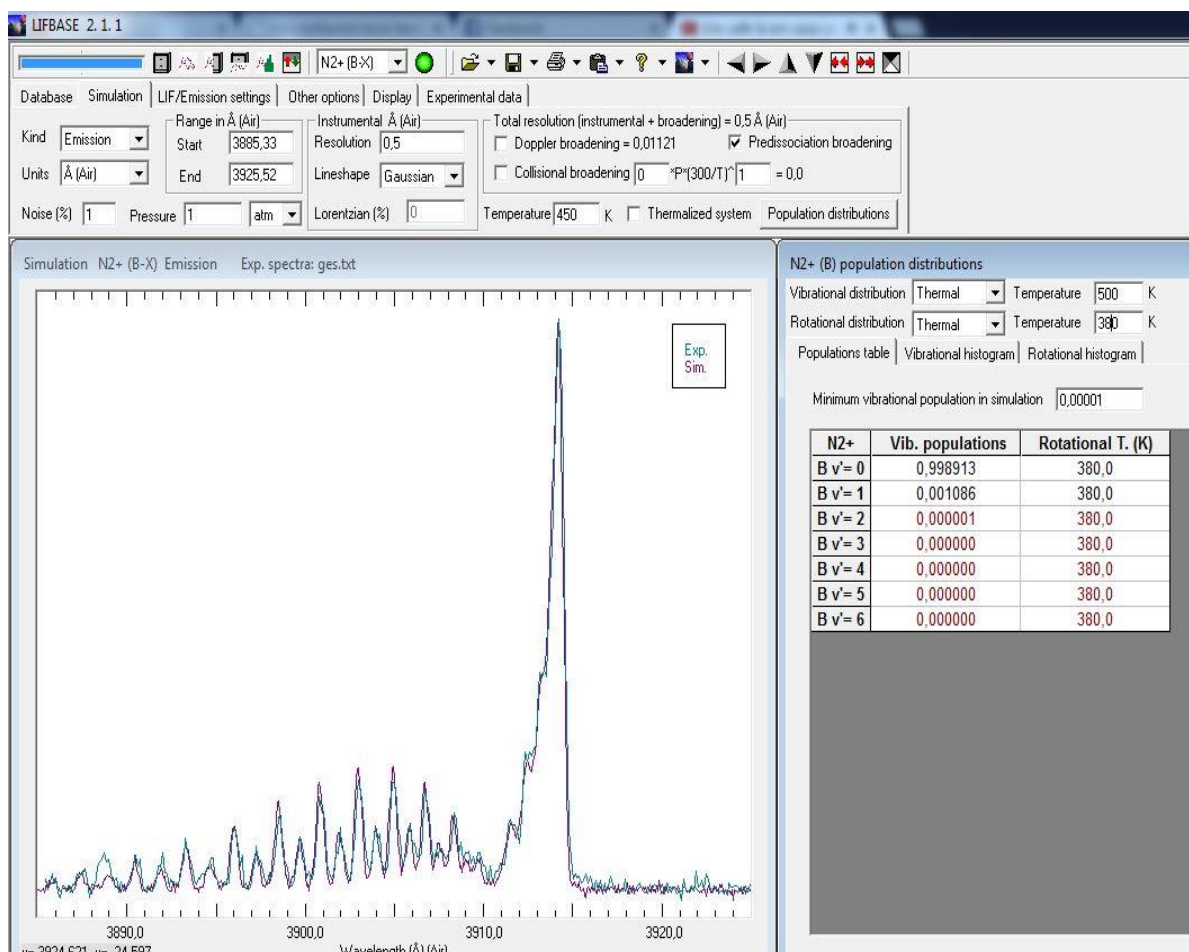 LIFBASE 2.1.1
N2+ (B-X)
Database Simulation LIF/Emission settings Other options Display Experimental data
Kind Emission
Units Å (Air)
Noise (%) 1 Pressure 1 atm
Range in Å (Air)
Start 3885,33
End 3925,52
Instrumental Å (Air)
Resolution 0,5
Lineshape Gaussian
Lorentzian (%) 0
Total resolution (instrumental + broadening) = 0,5 Å (Air)
Doppler broadening = 0,01121 Predissociation broadening
Collisional broadening 0 *P*(300/T)^ 1 = 0,0
Temperature 450 K Thermalized system Population distributions
Simulation N2+ (B-X) Emission Exp. spectra: ges.txt
Exp.
Sim.
3890,0 3900,0 3910,0 3920,0
Wavelength (Å) (Air)
N2+ (B) population distributions
Vibrational distribution Thermal Temperature 500 K
Rotational distribution Thermal Temperature 380 K
Populations table Vibrational histogram Rotational histogram
Minimum vibrational population in simulation 0,00001
N2+ Vib. populations Rotational T. (K)
B v'= 0 0,998913 380,0
B v'= 1 0,001086 380,0
B v'= 2 0,000001 380,0
B v'= 3 0,000000 380,0
B v'= 4 0,000000 380,0
B v'= 5 0,000000 380,0
B v'= 6 0,000000 380,0